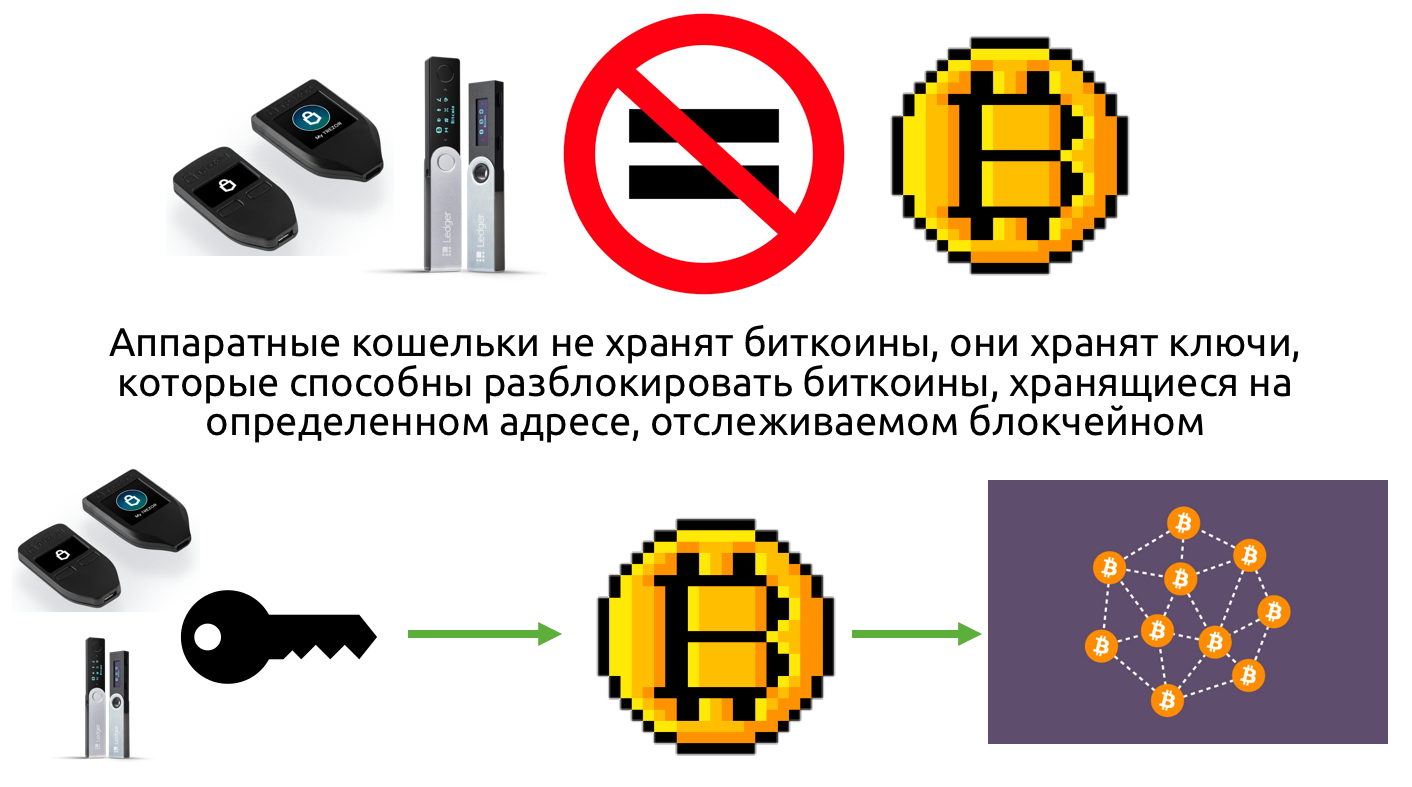 My TREZOR
Ledger
Ledger
Аппаратные кошельки не хранят биткоины, они хранят ключи,
которые способны разблокировать биткоины, хранящиеся на
определенном адресе, отслеживаемом блокчейном
My TREZOR
Ledger